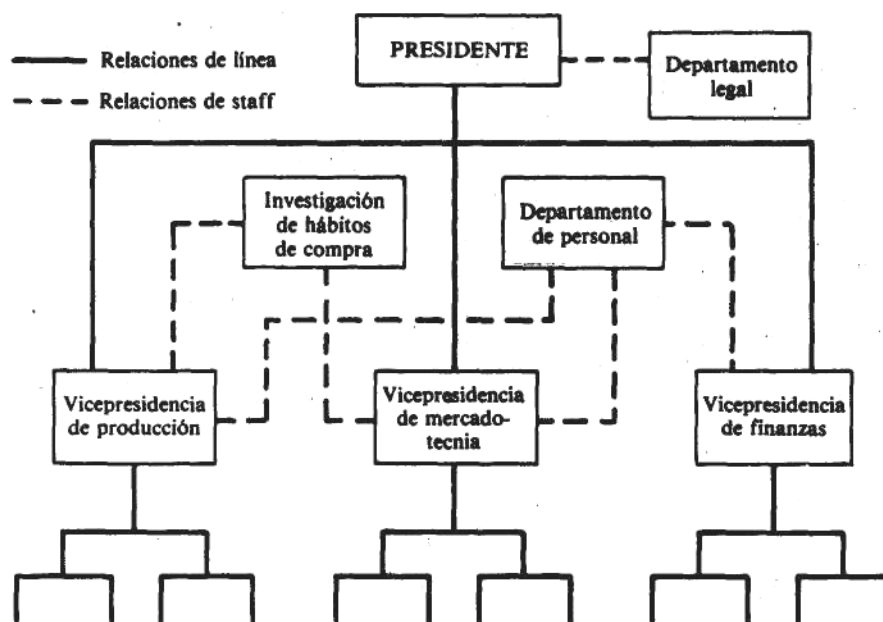 PRESIDENTE
Relaciones de línea
Departamento
legal
Relaciones de staff
Investigación
de hábitos
de compra
Departamento
de personal
Vicepresidencia
de producción
Vicepresidencia
de mercado-
tecnia
Vicepresidencia
de finanzas